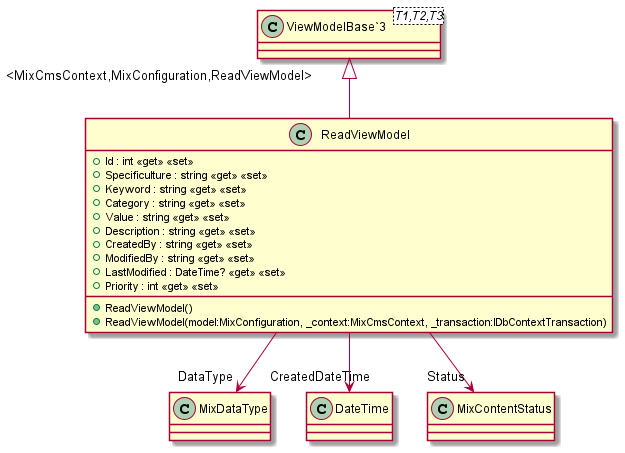 C ViewModelBase`3 T1,T2,T3
<MixCmsContext,MixConfiguration,ReadViewModel>
C ReadViewModel
Id : int «get» «set»
Specificulture : string «get» «set»
Keyword : string «get» «set»
Category : string «get» «set»
Value : string «get» «set»
Description : string «get» «set»
CreatedBy : string «get» «set»
ModifiedBy : string «get» «set»
LastModified : DateTime? «get» «set»
Priority : int «get» «set»
ReadViewModel()
ReadViewModel(model:MixConfiguration, _context:MixCmsContext, _transaction:IDbContextTransaction)
DataType CreatedDateTime Status
C MixDataType C DateTime C MixContentStatus